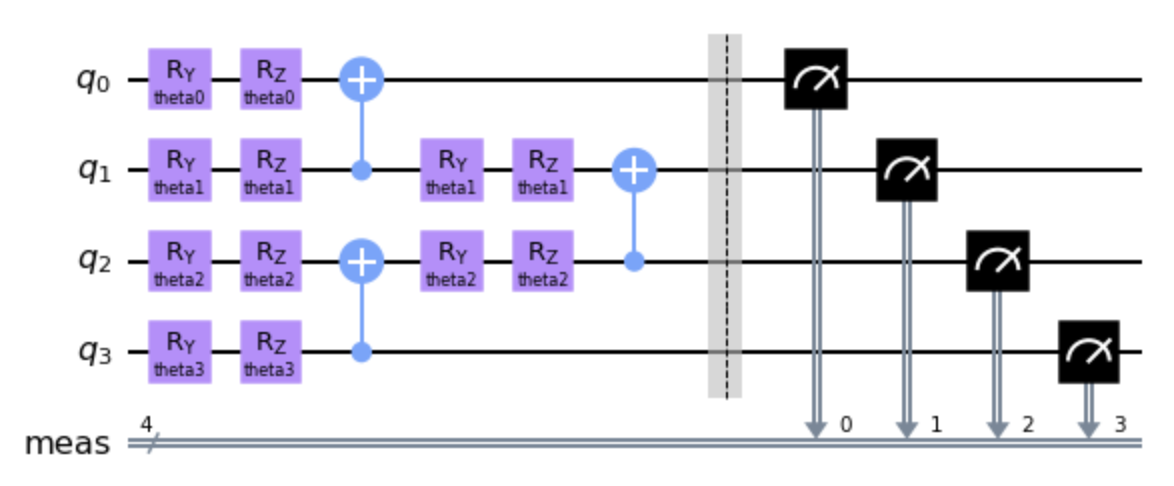 q0 RY theta0 RZ theta0
q1 RY theta1 RZ theta1 RY theta1 RZ theta1
q2 RY theta2 RZ theta2 RY theta2 RZ theta2
q3 RY theta3 RZ theta3
meas 4 0 1 2 3